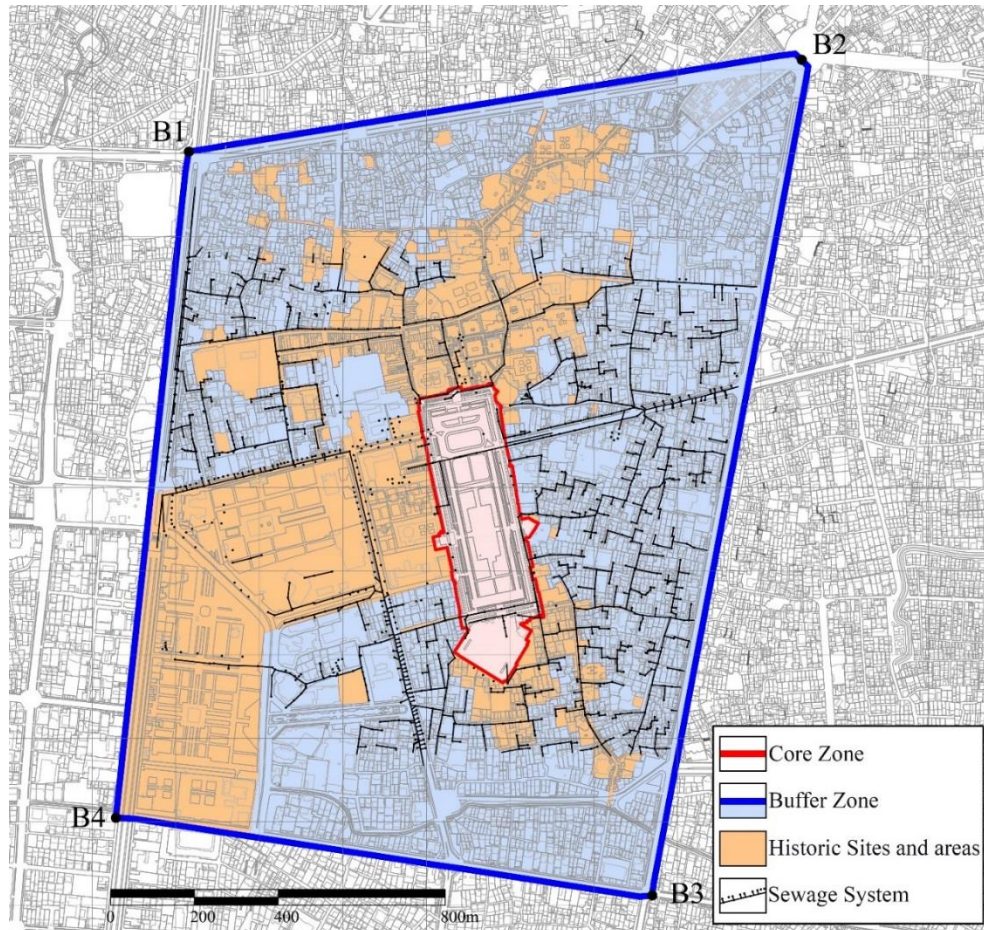 B2
B1
B4
B3
0
200
400
800m
Core Zone
Buffer Zone
Historic Sites and areas
Sewage System